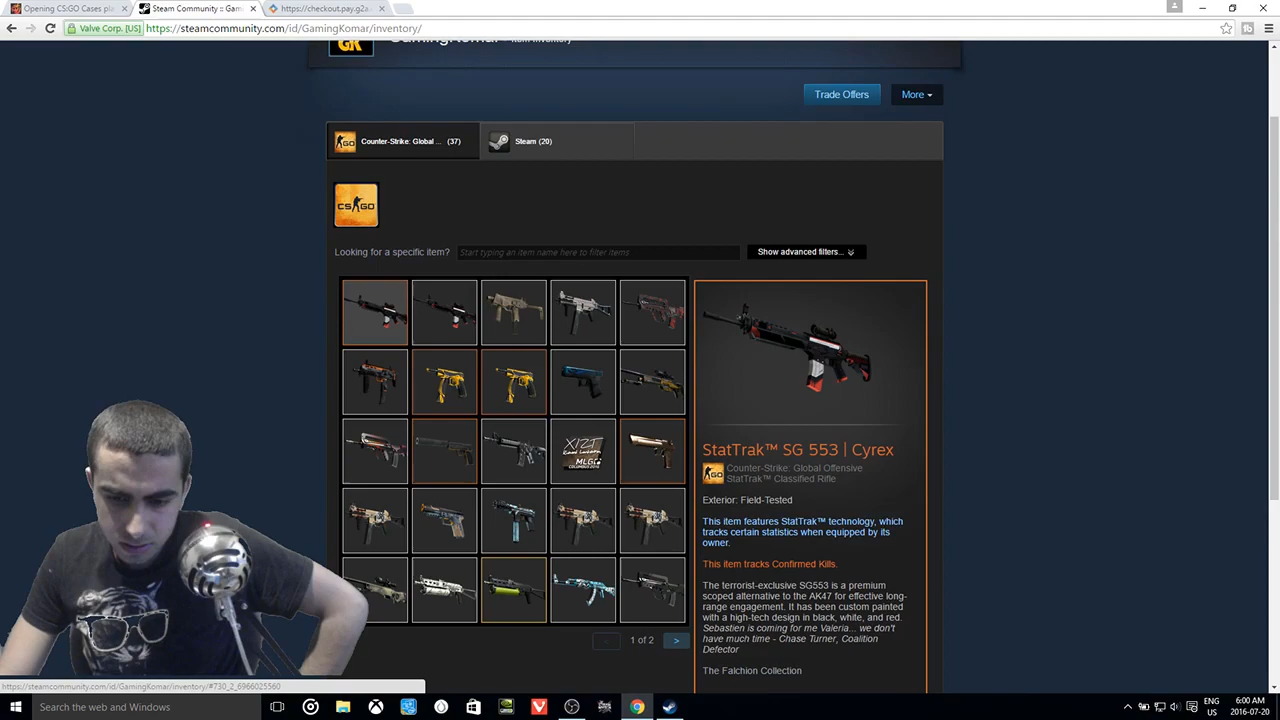 Opening CS:GO Cases pla
Steam Community :: Gam
https://checkout.pay.g2a
Valve Corp. [US]
https://steamcommunity.com/id/GamingKomar/inventory/
GK
Trade Offers
More
Counter-Strike: Global ... (37)
Steam (20)
CS GO
Looking for a specific item?
Start typing an item name here to filter items
Show advanced filters...
XIZT
MLG
COLUMBUS 2016
1 of 2
>
StatTrak™ SG 553 | Cyrex
Counter-Strike: Global Offensive
StatTrak™ Classified Rifle
Exterior: Field-Tested
This item features StatTrak™ technology, which
tracks certain statistics when equipped by its
owner.
This item tracks Confirmed Kills.
The terrorist-exclusive SG553 is a premium
scoped alternative to the AK47 for effective long-
range engagement. It has been custom painted
with a high-tech design in black, white, and red.
Sebastien is coming for me Valeria... we don't
have much time - Chase Turner, Coalition
Defector
The Falchion Collection
https://steamcommunity.com/id/GamingKomar/inventory/#730_2_6966025560
Search the web and Windows
ENG
US
6:00 AM
2016-07-20